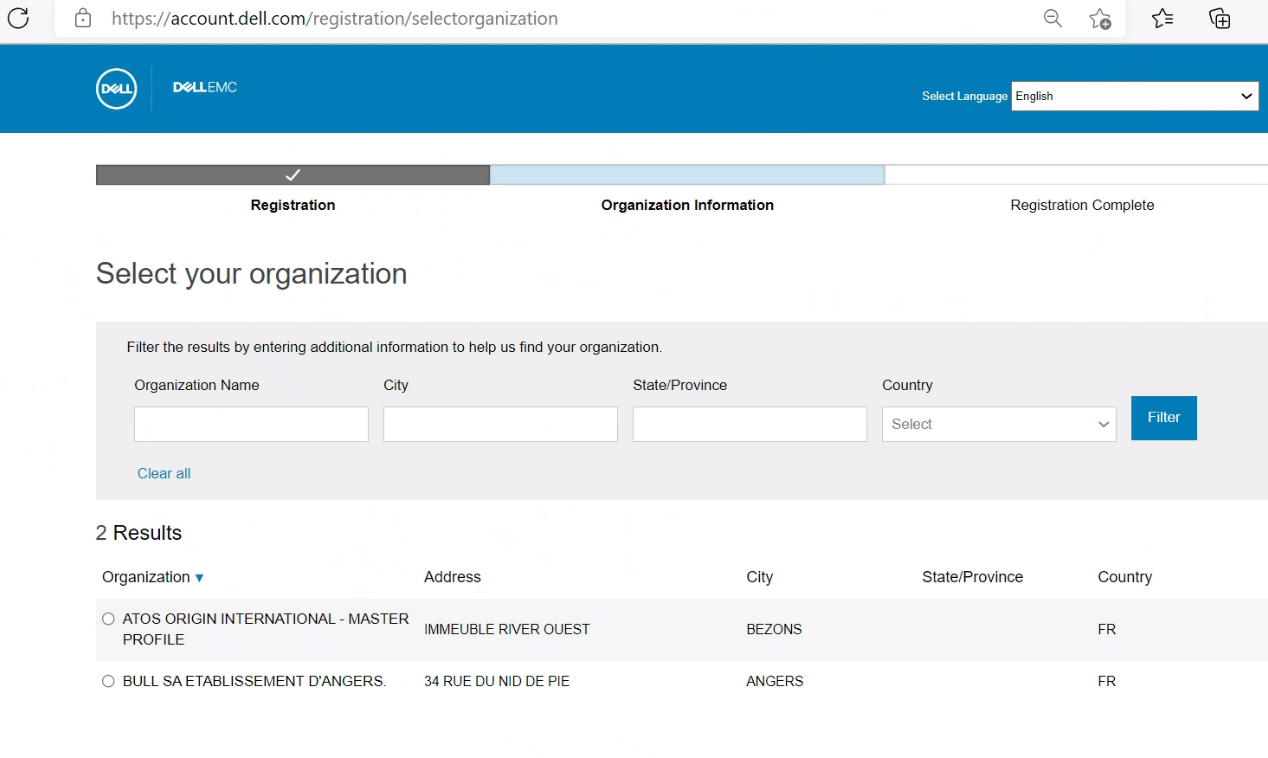 https://account.dell.com/registration/selectorganization
DELL
DELLEMC
Select Language English
Registration Organization Information Registration Complete
Select your organization
Filter the results by entering additional information to help us find your organization.
Organization Name City State/Province Country
Select Filter
Clear all
2 Results
Organization ▼ Address City State/Province Country
ATOS ORIGIN INTERNATIONAL - MASTER
PROFILE IMMEUBLE RIVER OUEST BEZONS FR
BULL SA ETABLISSEMENT D'ANGERS. 34 RUE DU NID DE PIE ANGERS FR